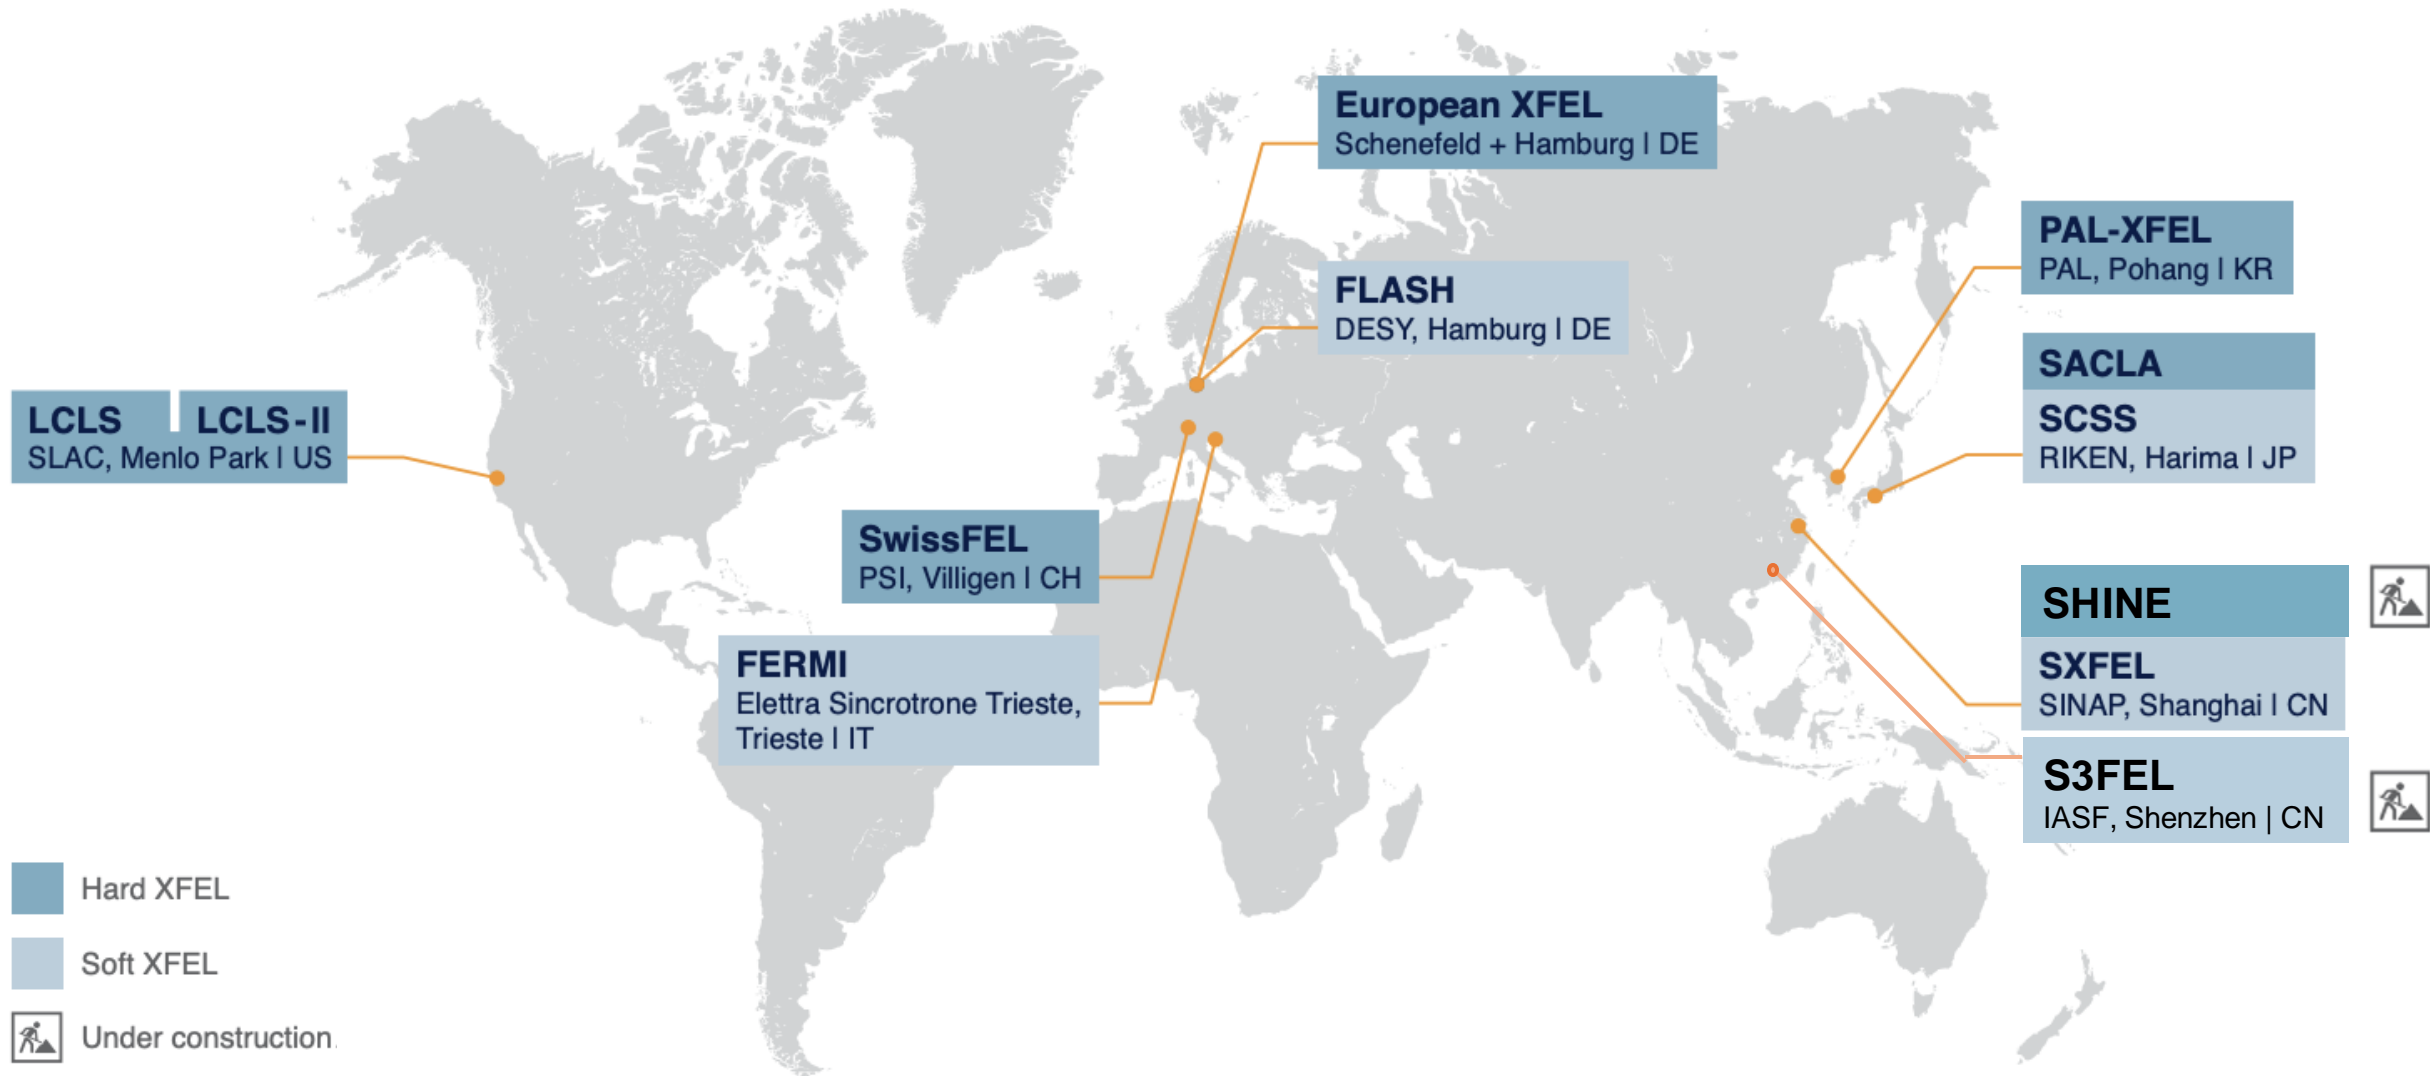 European XFEL
Schenefeld + Hamburg | DE
FLASH
DESY, Hamburg | DE
PAL-XFEL
PAL, Pohang | KR
SACLA
SCSS
RIKEN, Harima | JP
LCLS LCLS-II
SLAC, Menlo Park | US
SwissFEL
PSI, Villigen | CH
FERMI
Elettra Sincrotrone Trieste,
Trieste | IT
SHINE
SXFEL
SINAP, Shanghai | CN
S3FEL
IASF, Shenzhen | CN
Hard XFEL
Soft XFEL
Under construction